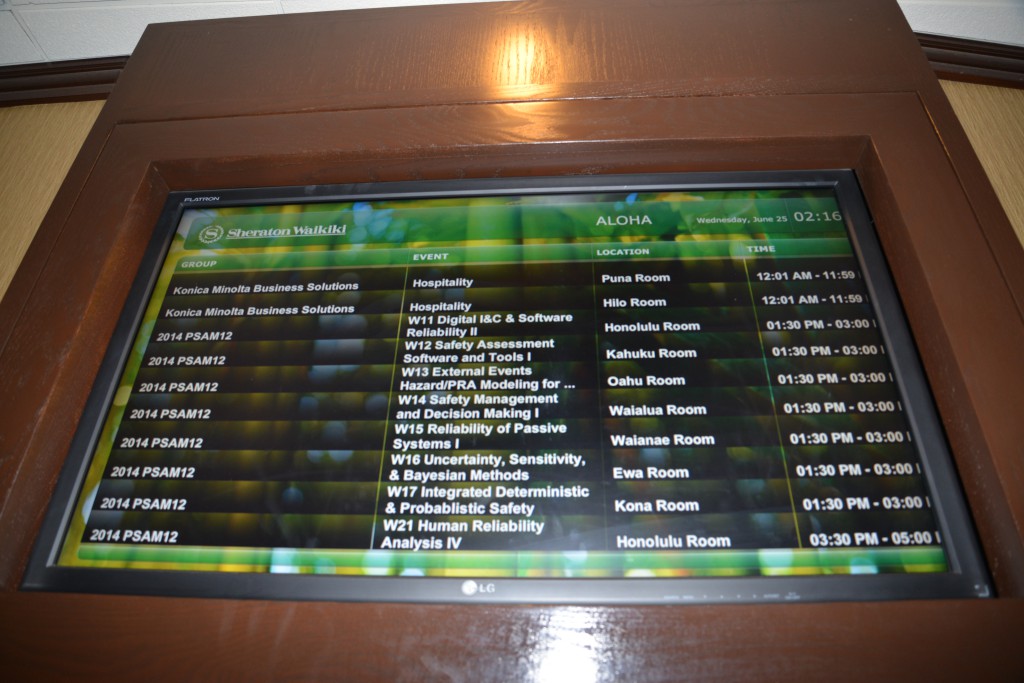 FLATRON
Sheraton Waikiki ALOHA Wednesday, June 25 02:16
GROUP EVENT LOCATION TIME
Konica Minolta Business Solutions Hospitality Puna Room 12:01 AM - 11:59
Konica Minolta Business Solutions Hospitality Hilo Room 12:01 AM - 11:59
2014 PSAM12 W11 Digital I&C & Software Honolulu Room 01:30 PM - 03:00
Reliability II
2014 PSAM12 W12 Safety Assessment Kahuku Room 01:30 PM - 03:00
Software and Tools I
2014 PSAM12 W13 External Events Oahu Room 01:30 PM - 03:00
Hazard/PRA Modeling for ...
2014 PSAM12 W14 Safety Management Waialua Room 01:30 PM - 03:00
and Decision Making I
2014 PSAM12 W15 Reliability of Passive Waianae Room 01:30 PM - 03:00
Systems I
2014 PSAM12 W16 Uncertainty, Sensitivity, Ewa Room 01:30 PM - 03:00
& Bayesian Methods
2014 PSAM12 W17 Integrated Deterministic Kona Room 01:30 PM - 03:00
& Probablistic Safety
2014 PSAM12 W21 Human Reliability Honolulu Room 03:30 PM - 05:00
Analysis IV
LG